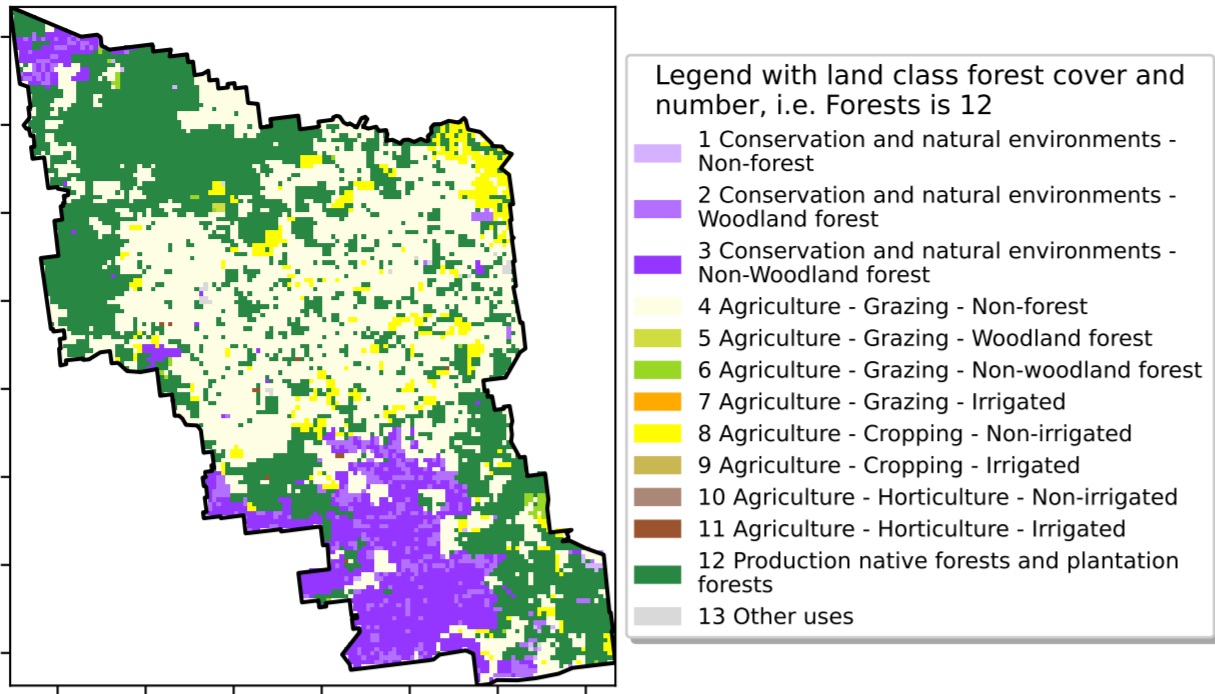 Legend with land class forest cover and
number, i.e. Forests is 12
1 Conservation and natural environments -
Non-forest
2 Conservation and natural environments -
Woodland forest
3 Conservation and natural environments -
Non-Woodland forest
4 Agriculture - Grazing - Non-forest
5 Agriculture - Grazing - Woodland forest
6 Agriculture - Grazing - Non-woodland forest
7 Agriculture - Grazing - Irrigated
8 Agriculture - Cropping - Non-irrigated
9 Agriculture - Cropping - Irrigated
10 Agriculture - Horticulture - Non-irrigated
11 Agriculture - Horticulture - Irrigated
12 Production native forests and plantation
forests
13 Other uses